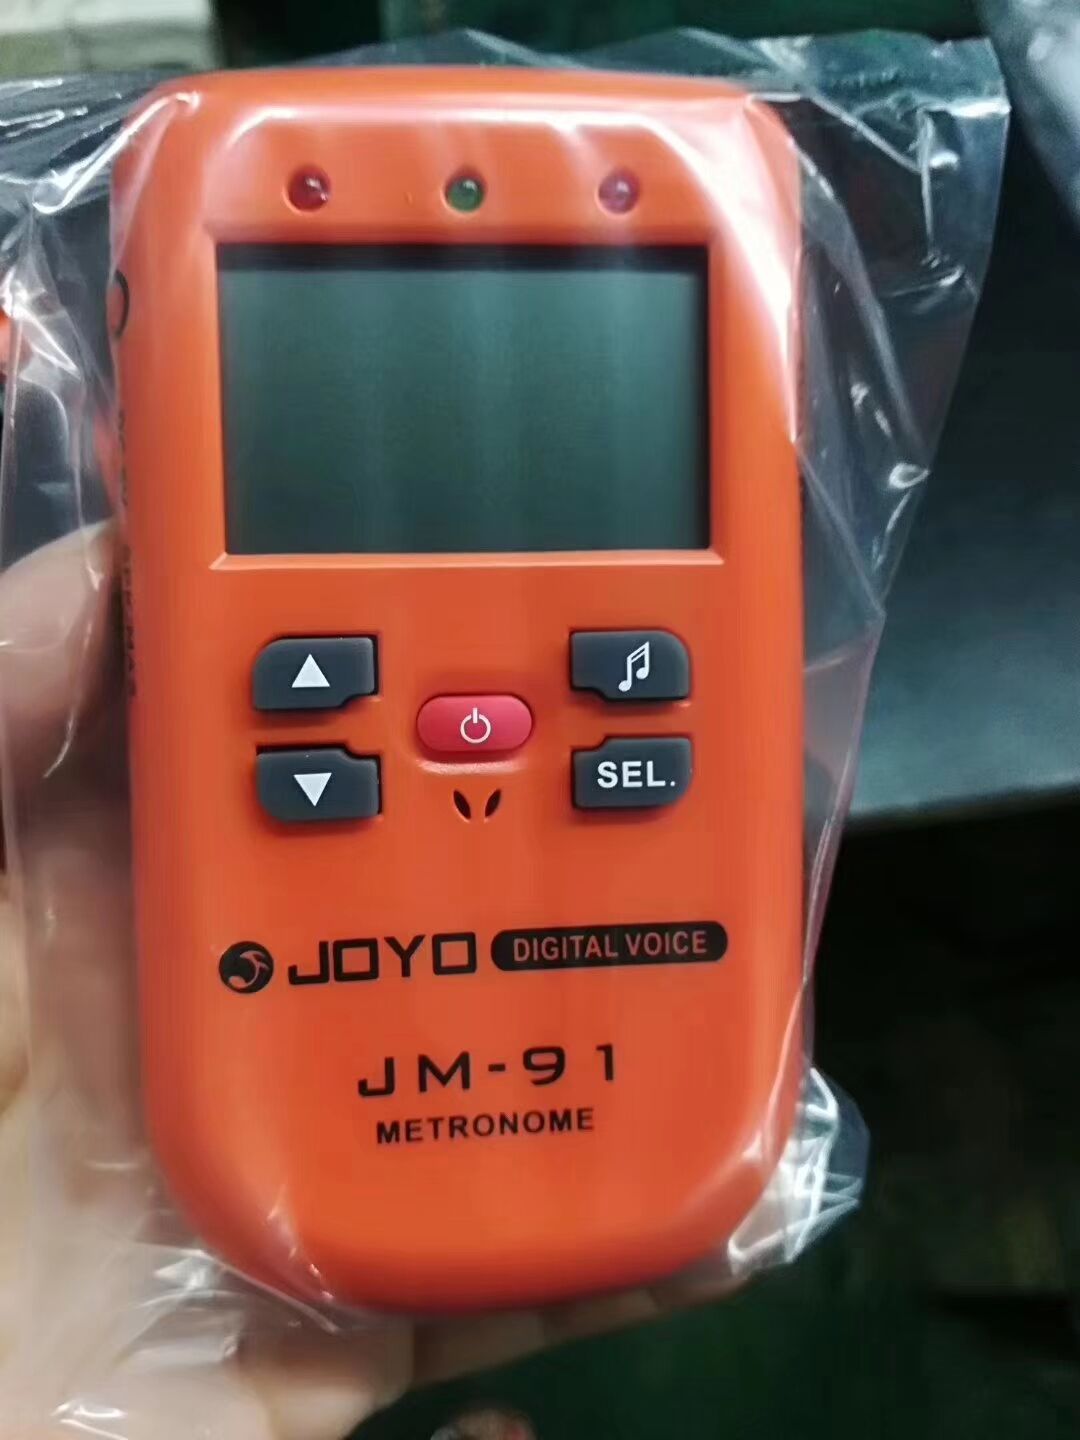 SEL.
JOYO DIGITAL VOICE
JM-91
METRONOME